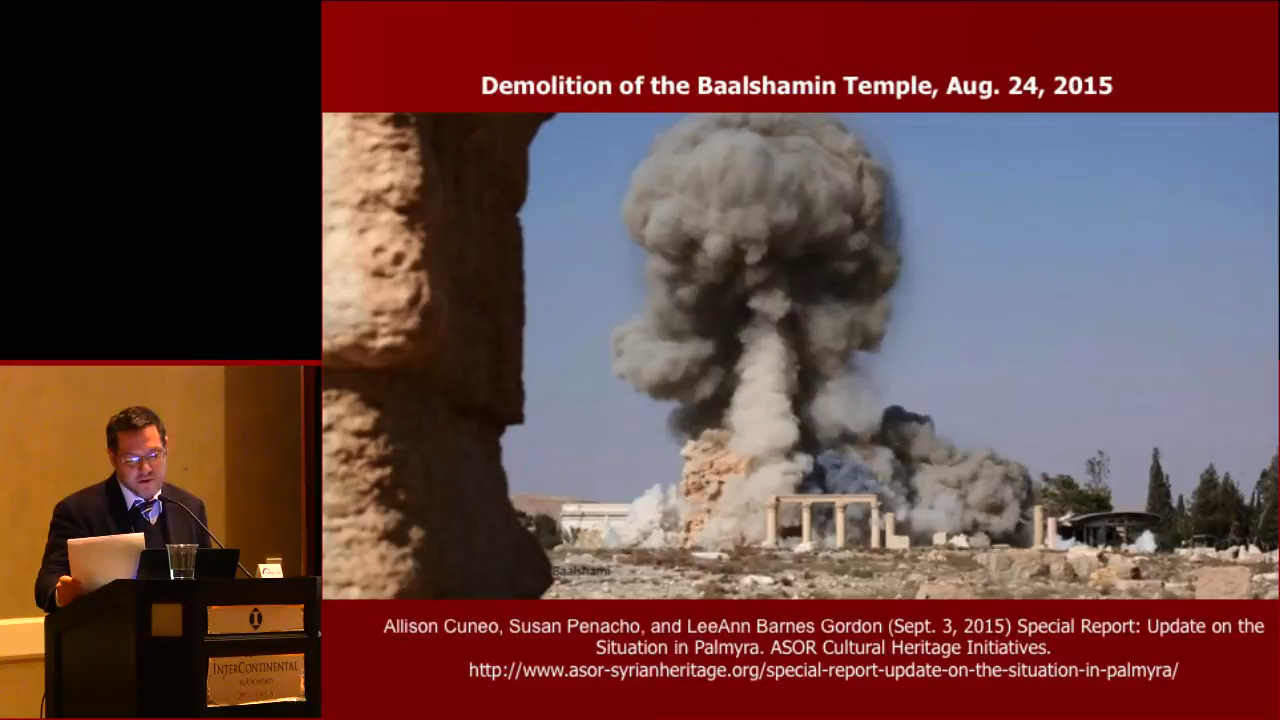 Demolition of the Baalshamin Temple, Aug. 24, 2015
Baalshami
Allison Cuneo, Susan Penacho, and LeeAnn Barnes Gordon (Sept. 3, 2015) Special Report: Update on the
Situation in Palmyra. ASOR Cultural Heritage Initiatives.
http://www.asor-syrianheritage.org/special-report-update-on-the-situation-in-palmyra/
INTERCONTINENTAL
BUCKHEAD